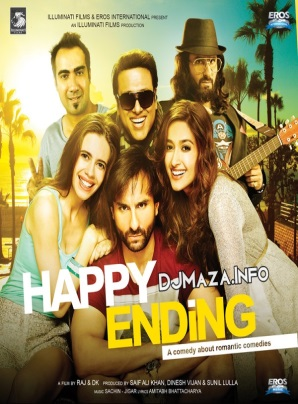 ILLUMINATI FILMS & EROS INTERNATIONAL PRESENT
AN ILLUMINATI FILMS PRODUCTION
EROS
INTERNATIONAL
HAPPY
DJMAZA.INFO
ENDING
A comedy about romantic comedies
A FILM BY RAJ & DK PRODUCED BY SAIF ALI KHAN, DINESH VIJAN & SUNIL LULLA
MUSIC SACHIN - JIGAR LYRICS AMITABH BHATTACHARYA
EROS